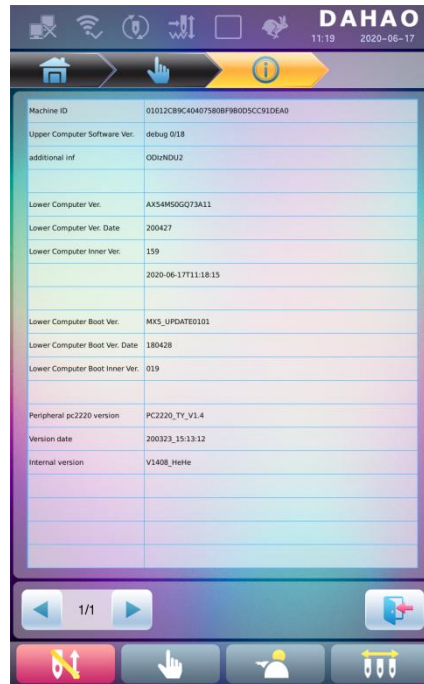 DAHAO
11:19 2020-06-17
Machine ID 01012CB9C40407580BF9B0D5CC91DEA0
Upper Computer Software Ver. debug 0/18
additional inf ODIzNDU2
Lower Computer Ver. AX54MS0GQ73A11
Lower Computer Ver. Date 200427
Lower Computer Inner Ver. 159
2020-06-17T11:18:15
Lower Computer Boot Ver. MX5_UPDATE0101
Lower Computer Boot Ver. Date 180428
Lower Computer Boot Inner Ver. 019
Peripheral pc2220 version PC2220_TY_V1.4
Version date 200323_15:13:12
Internal version V1408_HeHe
1/1